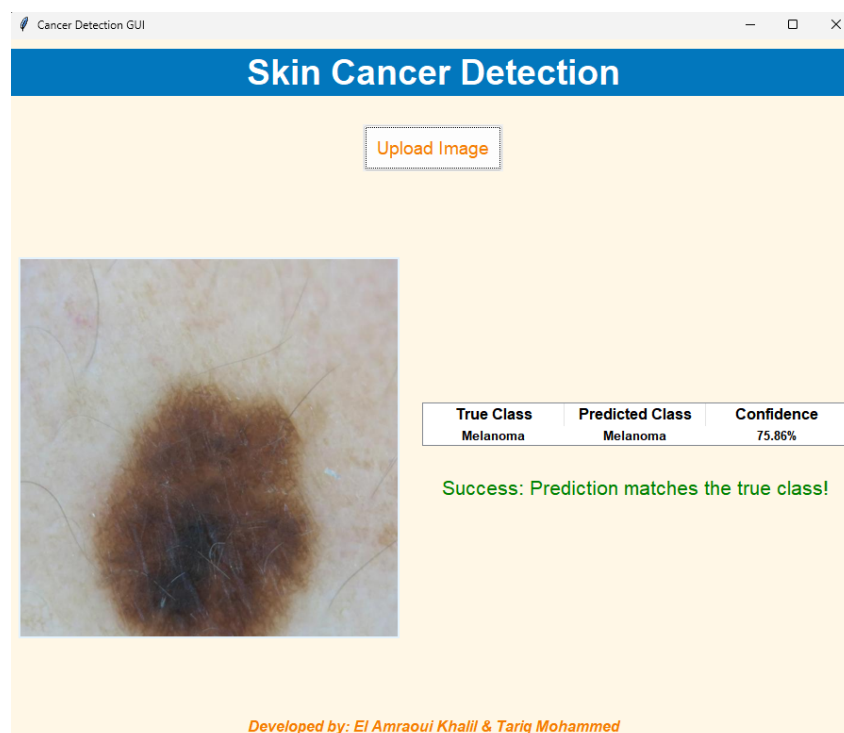 Cancer Detection GUI
Skin Cancer Detection
Upload Image
True Class Predicted Class Confidence
Melanoma Melanoma 75.86%
Success: Prediction matches the true class!
Developed by: El Amraoui Khalil & Tariq Mohammed